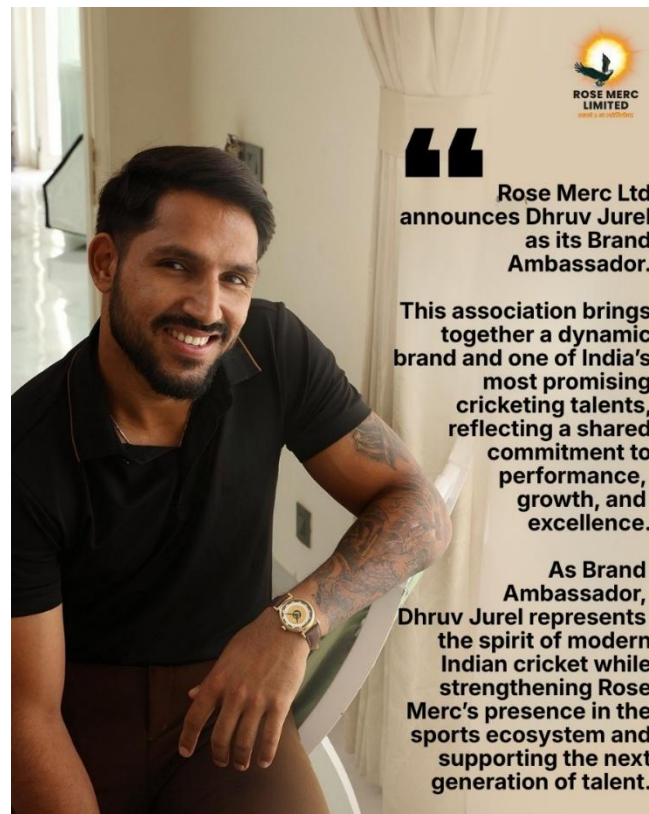 ROSE MERC
LIMITED
“
Rose Merc Ltd
announces Dhruv Jurel
as its Brand
Ambassador.
This association brings
together a dynamic
brand and one of India’s
most promising
cricketing talents,
reflecting a shared
commitment to
performance,
growth, and
excellence.
As Brand
Ambassador,
Dhruv Jurel represents
the spirit of modern
Indian cricket while
strengthening Rose
Merc’s presence in the
sports ecosystem and
supporting the next
generation of talent.